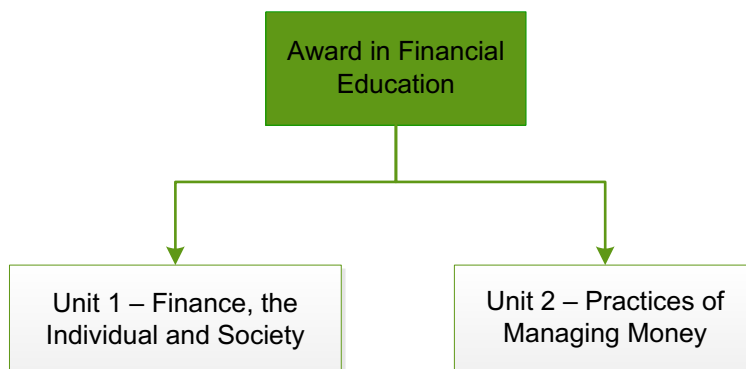 Award in Financial
Education
Unit 1 – Finance, the
Individual and Society
Unit 2 – Practices of
Managing Money